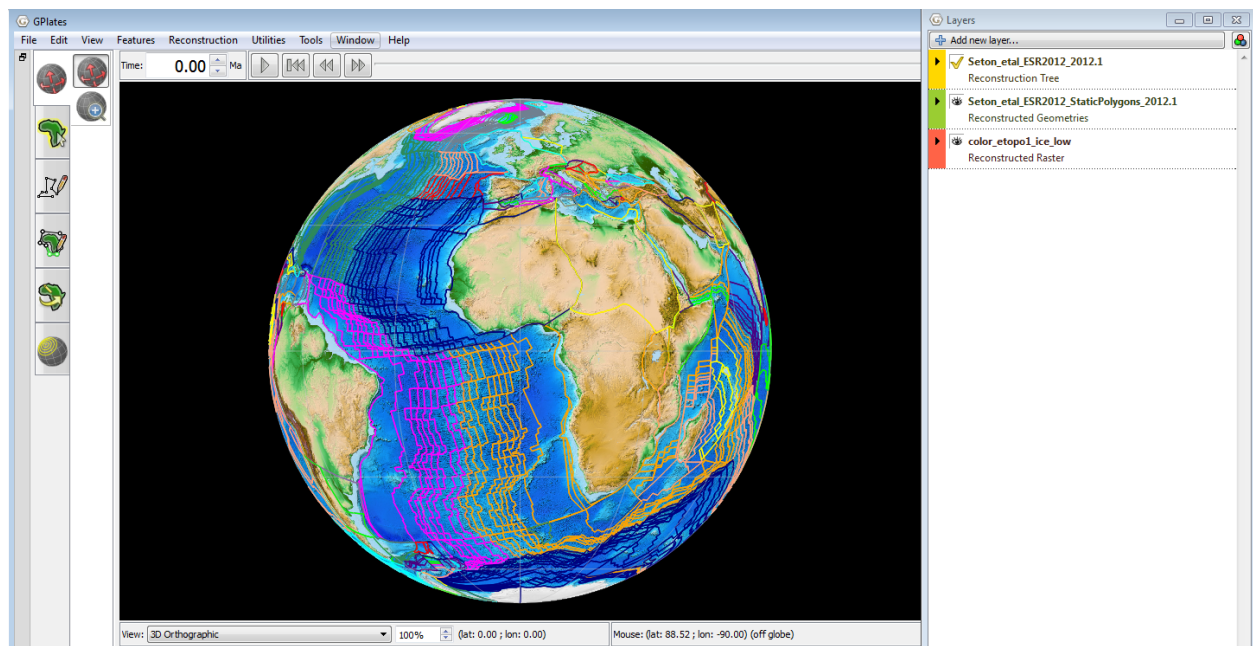 GPlates
File Edit View Features Reconstruction Utilities Tools Window Help
Time: 0.00 Ma
View: 3D Orthographic 100% (lat: 0.00 ; lon: 0.00) Mouse: (lat: 88.52 ; lon: -90.00) (off globe)
Layers
Add new layer...
Seton_etal_ESR2012_2012.1
Reconstruction Tree
Seton_etal_ESR2012_StaticPolygons_2012.1
Reconstructed Geometries
color_etopo1_ice_low
Reconstructed Raster